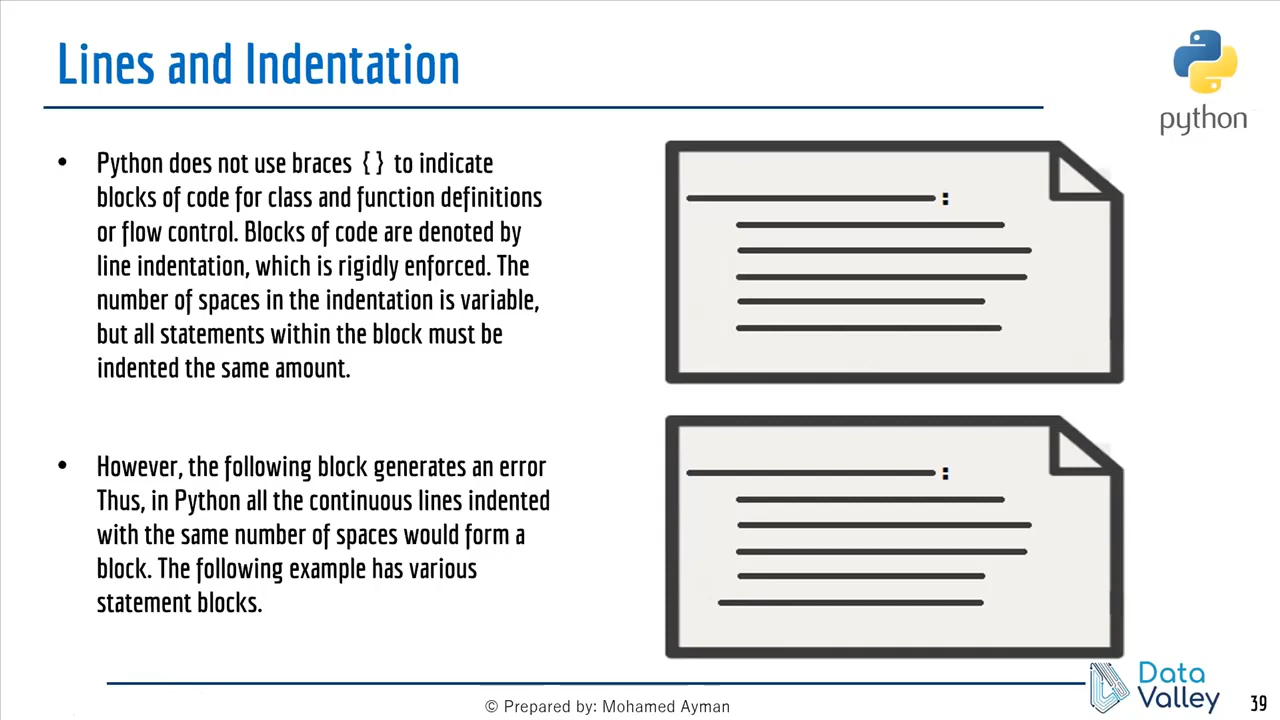 Lines and Indentation
python
• Python does not use braces {} to indicate
blocks of code for class and function definitions
or flow control. Blocks of code are denoted by
line indentation, which is rigidly enforced. The
number of spaces in the indentation is variable,
but all statements within the block must be
indented the same amount.
:
• However, the following block generates an error
Thus, in Python all the continuous lines indented
with the same number of spaces would form a
block. The following example has various
statement blocks.
:
© Prepared by: Mohamed Ayman
Data
Valley
39